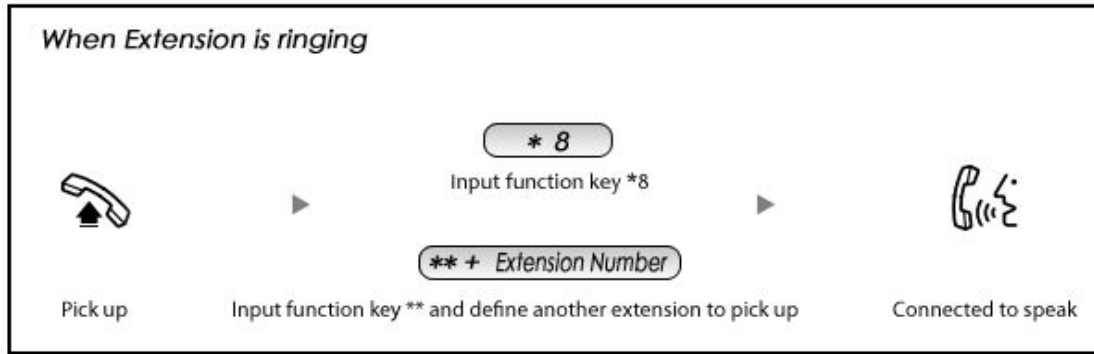 When Extension is ringing
* 8
Input function key *8
** + Extension Number
Pick up
Input function key ** and define another extension to pick up
Connected to speak